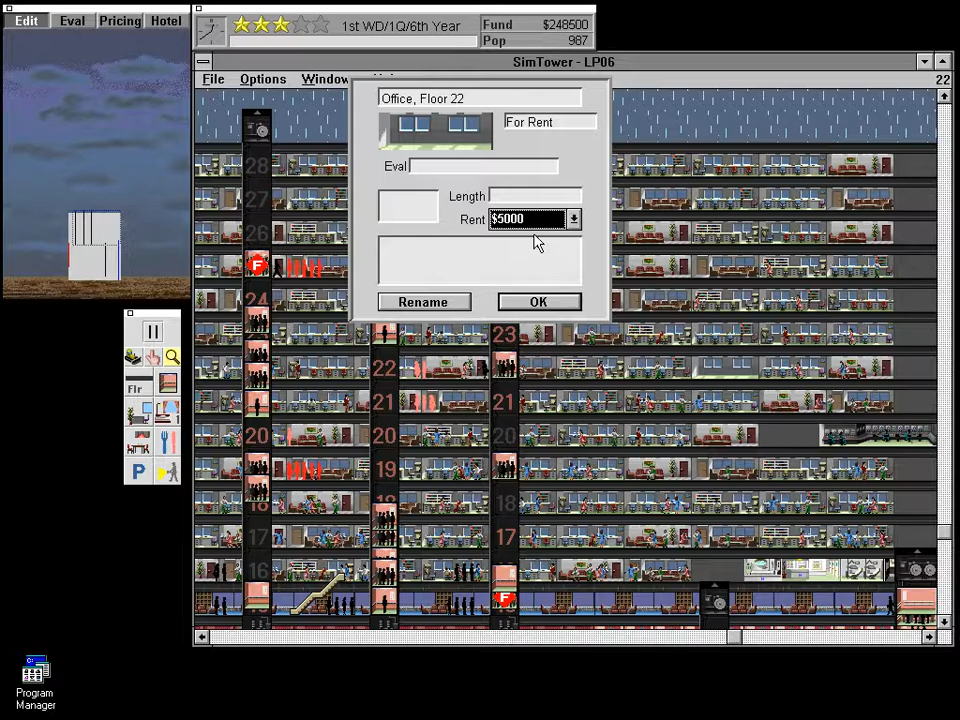 Edit Eval Pricing Hotel
1st WD/1Q/6th Year
Fund $248500
Pop 987
SimTower - LP06
File Options Window
22
Office, Floor 22
For Rent
Eval
Length
Rent $5000
Rename OK
28
27
26
F
24
23
22
21 21
20 20 20
19
18 18 18
17 17
16
F
Flr
P
Program
Manager